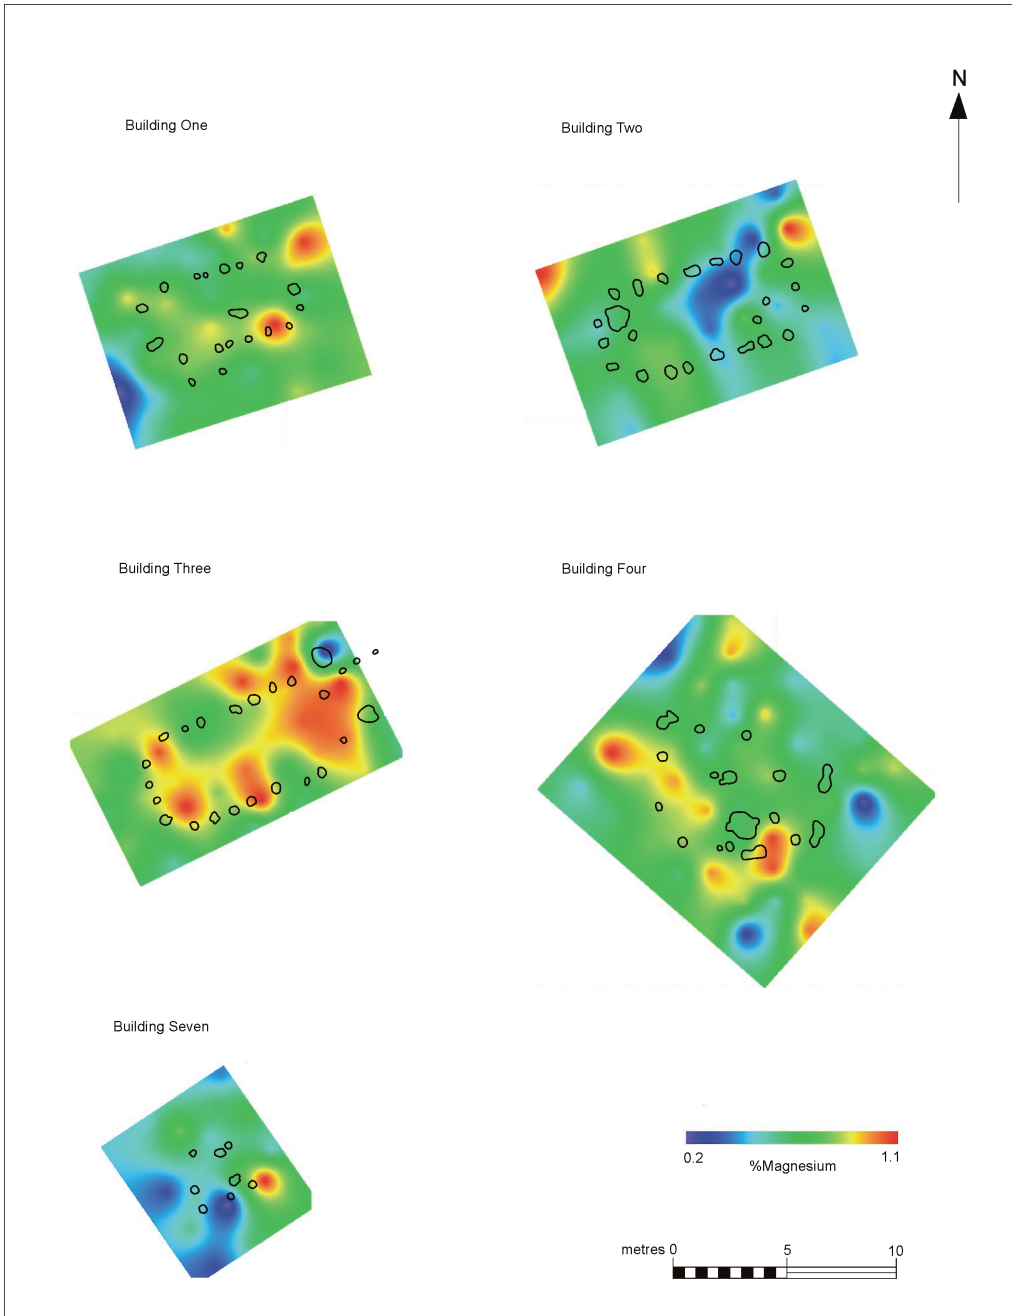 N
Building One
Building Two
Building Three
Building Four
Building Seven
0.2
%Magnesium
1.1
metres 0
5
10